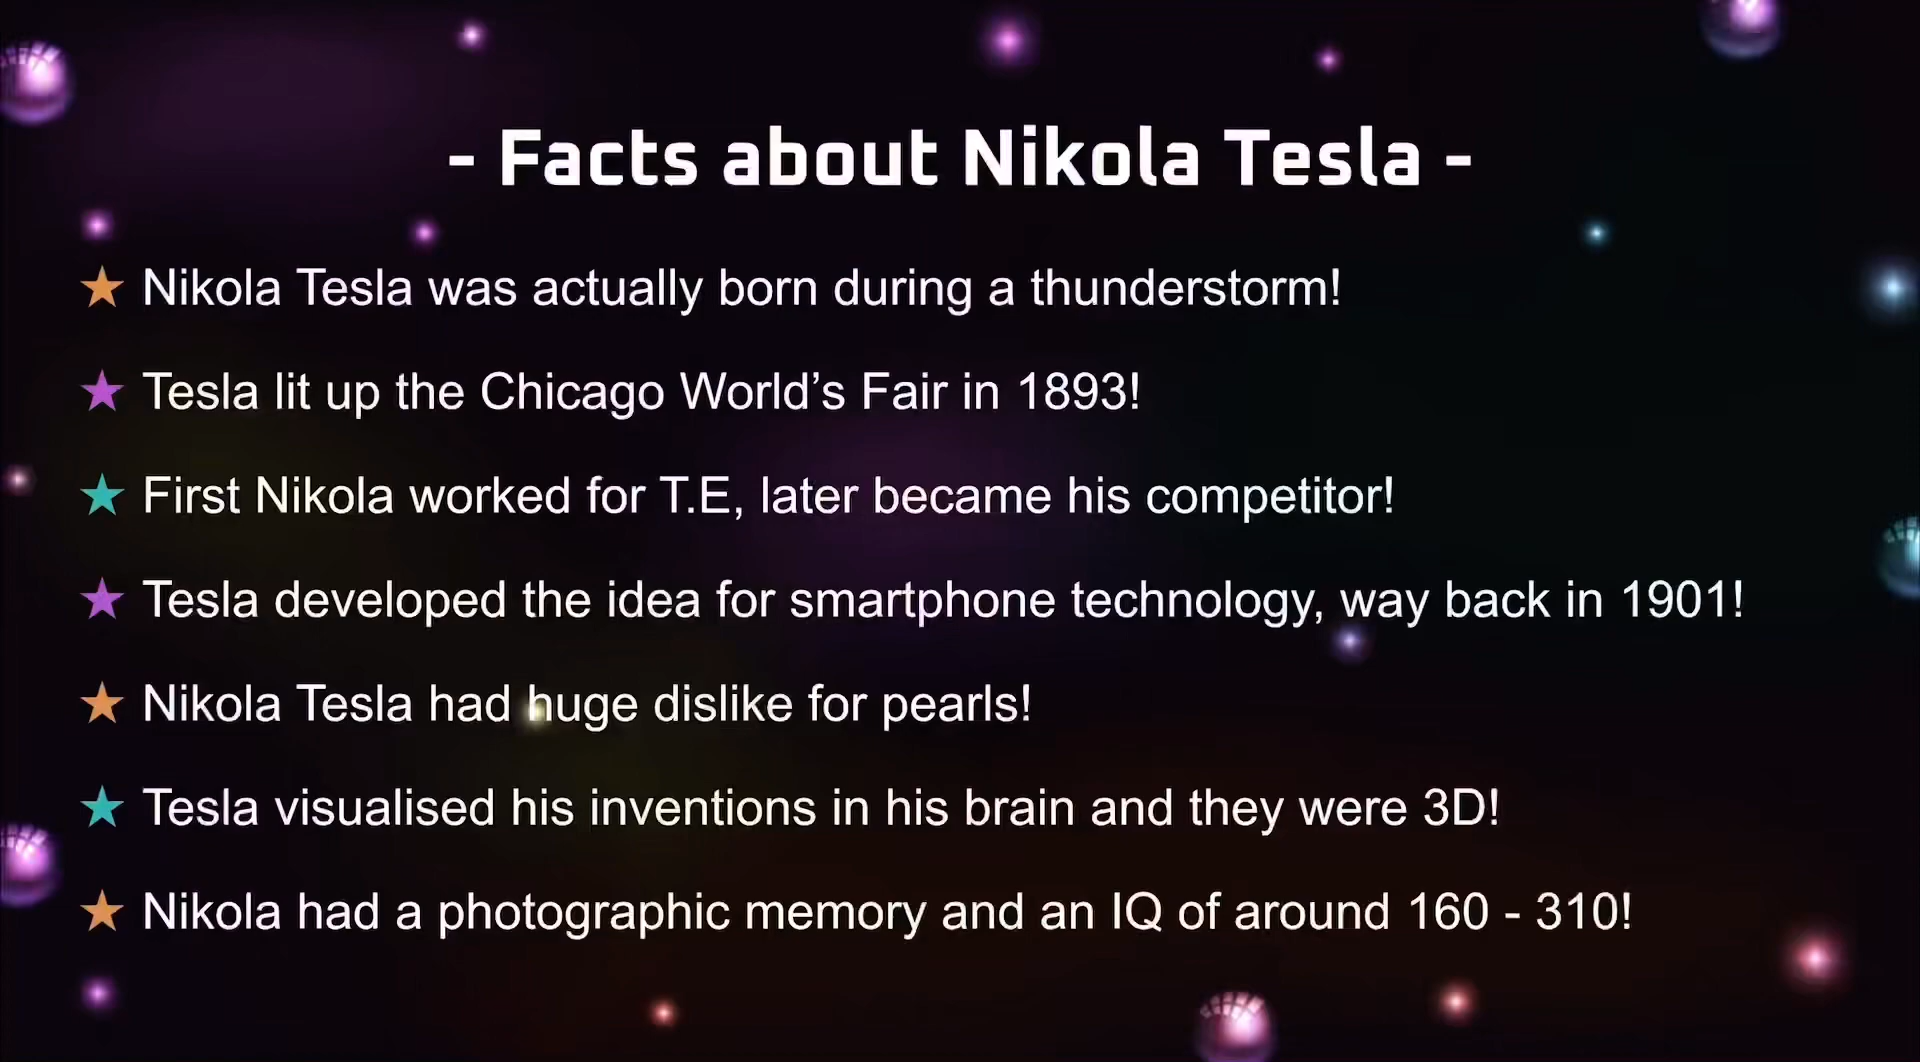 - Facts about Nikola Tesla -
★ Nikola Tesla was actually born during a thunderstorm!
★ Tesla lit up the Chicago World’s Fair in 1893!
★ First Nikola worked for T.E, later became his competitor!
★ Tesla developed the idea for smartphone technology, way back in 1901!
★ Nikola Tesla had huge dislike for pearls!
★ Tesla visualised his inventions in his brain and they were 3D!
★ Nikola had a photographic memory and an IQ of around 160 - 310!